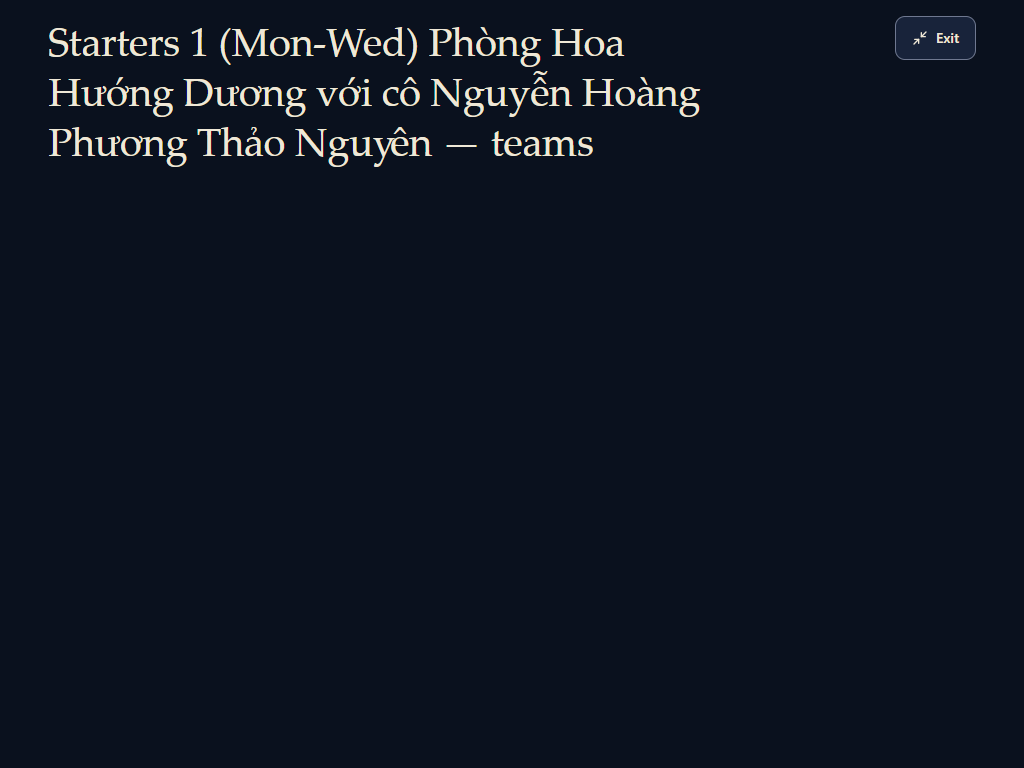 Starters 1 (Mon-Wed) Phòng Hoa
Hướng Dương với cô Nguyễn Hoàng
Phương Thảo Nguyên — teams
Exit